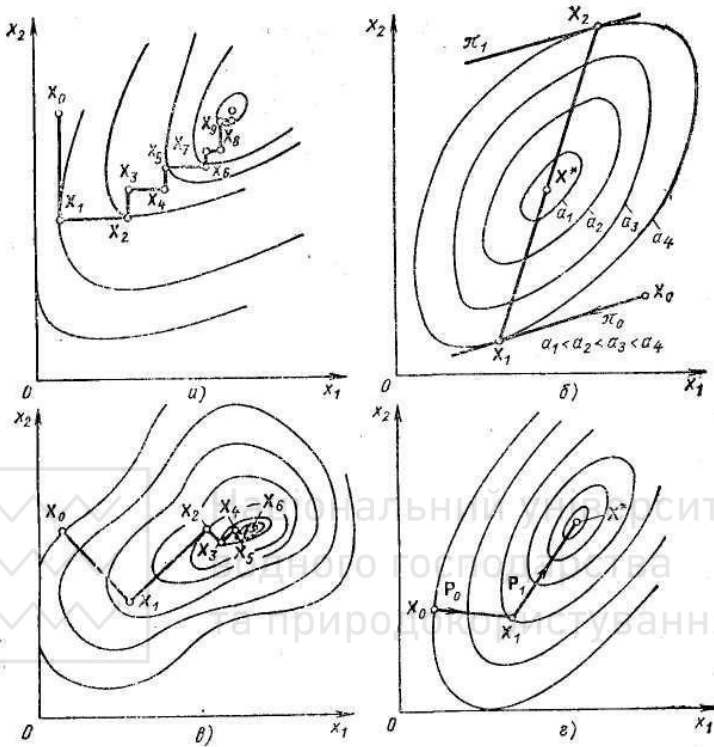 x₂
X₀
X₁
X₂
X₃
X₄
X₅
X₆
X₇
X₈
X₉
0
а)
x₁
x₂
X₂
π₁
X*
a₁
a₂
a₃
a₄
X₀
π₀
X₁
a₁<a₂<a₃<a₄
0
б)
x₁
x₂
X₀
X₁
X₂
X₃
X₄
X₅
X₆
0
в)
x₁
x₂
X₀
P₀
X₁
P₁
X*
0
г)
x₁
Національний університ
водного господарства
та природокористуванн